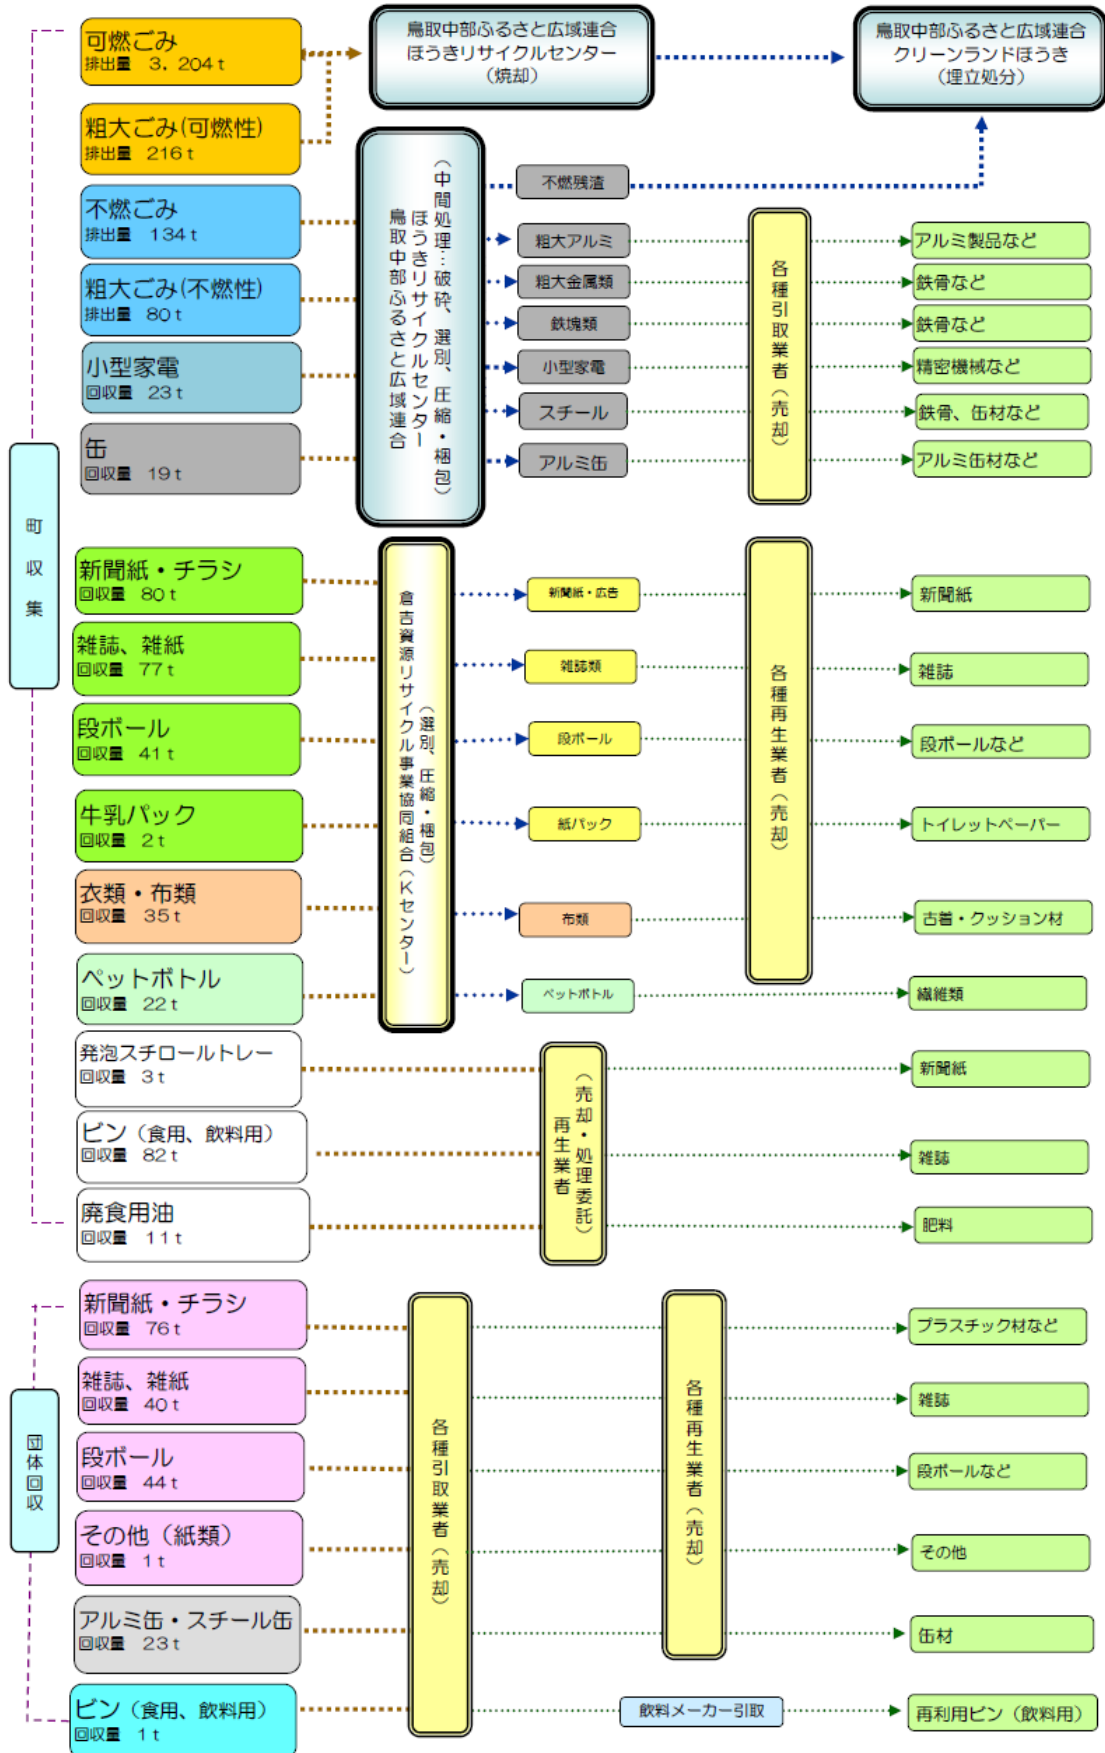 可燃ごみ
排出量 3,204t
鳥取中部ふるさと広域連合
ほうきリサイクルセンター
(焼却)
鳥取中部ふるさと広域連合
クリーンランドほうき
(埋立処分)
粗大ごみ(可燃性)
排出量 216t
不燃ごみ
排出量 134t
粗大ごみ(不燃性)
排出量 80t
小型家電
回収量 23t
缶
回収量 19t
鳥取中部ふるさと広域連合
ほうきリサイクルセンター
(中間処理…破砕、選別、圧縮・梱包)
不燃残渣
粗大アルミ
粗大金属類
鉄塊類
小型家電
スチール
アルミ缶
各種引取業者(売却)
アルミ製品など
鉄骨など
鉄骨など
精密機械など
鉄骨、缶材など
アルミ缶材など
町収集
新聞紙・チラシ
回収量 80t
雑誌、雑紙
回収量 77t
段ボール
回収量 41t
牛乳パック
回収量 2t
衣類・布類
回収量 35t
ペットボトル
回収量 22t
倉吉資源リサイクル事業協同組合(Kセンター)
(選別、圧縮・梱包)
新聞紙・広告
雑誌類
段ボール
紙パック
布類
ペットボトル
各種再生業者(売却)
新聞紙
雑誌
段ボールなど
トイレットペーパー
古着・クッション材
繊維類
発泡スチロールトレー
回収量 3t
ビン(食用、飲料用)
回収量 82t
廃食用油
回収量 11t
再生業者
(売却・処理委託)
新聞紙
雑誌
肥料
団体回収
新聞紙・チラシ
回収量 76t
雑誌、雑紙
回収量 40t
段ボール
回収量 44t
その他(紙類)
回収量 1t
アルミ缶・スチール缶
回収量 23t
ビン(食用、飲料用)
回収量 1t
各種引取業者(売却)
各種再生業者(売却)
飲料メーカー引取
プラスチック材など
雑誌
段ボールなど
その他
缶材
再利用ビン(飲料用)